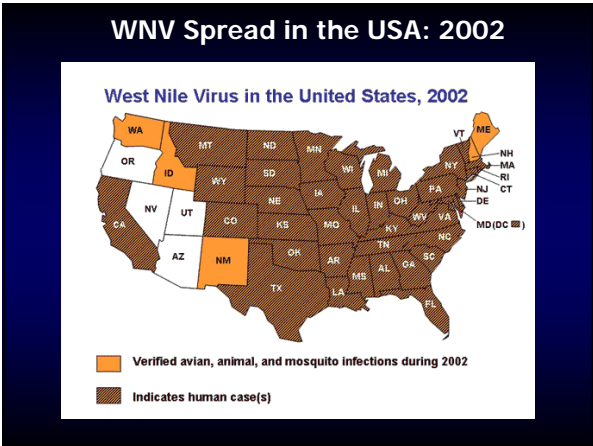 WNV Spread in the USA: 2002
West Nile Virus in the United States, 2002
WA
MT
ND
MN
VT
ME
OR
ID
WY
SD
WI
MI
NY
NH
MA
RI
CT
NV
UT
CO
NE
IA
IL
IN
OH
PA
NJ
DE
CA
KS
MO
KY
WV
VA
MD(DC )
AZ
NM
OK
AR
TN
NC
SC
TX
LA
MS
AL
GA
FL
Verified avian, animal, and mosquito infections during 2002
Indicates human case(s)